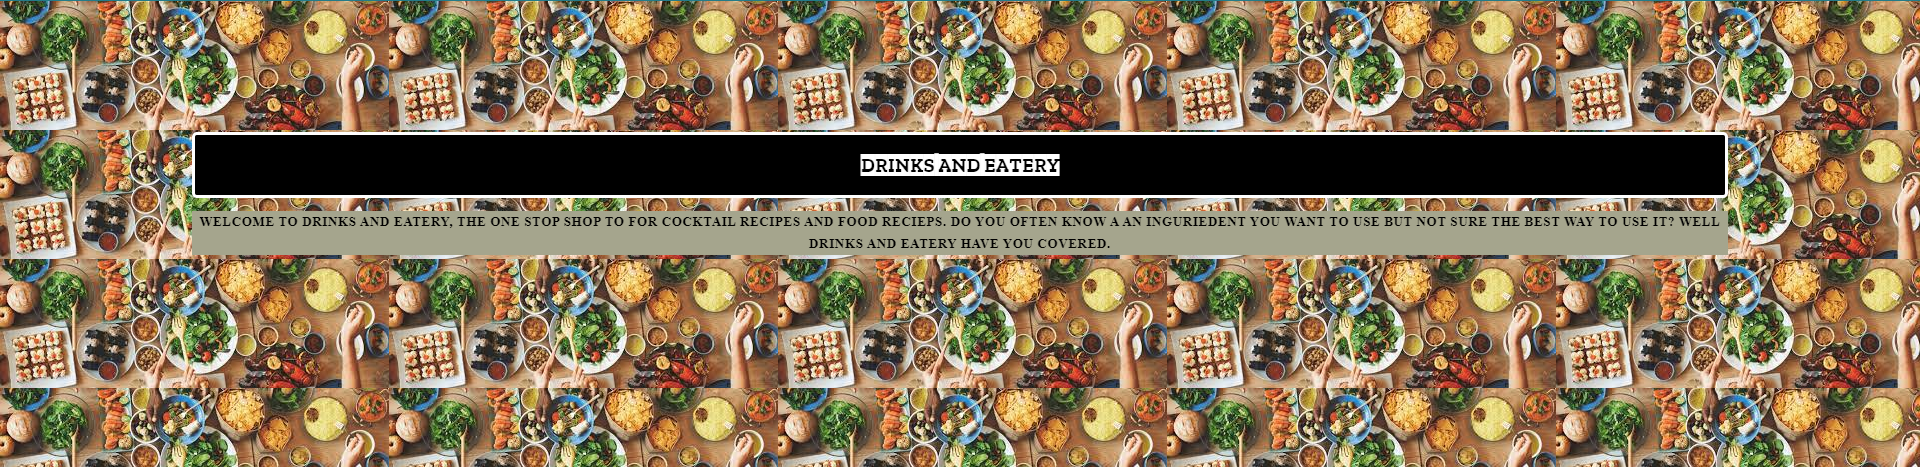 DRINKS AND EATERY
WELCOME TO DRINKS AND EATERY, THE ONE STOP SHOP TO FOR COCKTAIL RECIPES AND FOOD RECIEPS. DO YOU OFTEN KNOW A AN INGURIEDENT YOU WANT TO USE BUT NOT SURE THE BEST WAY TO USE IT? WELL
DRINKS AND EATERY HAVE YOU COVERED.